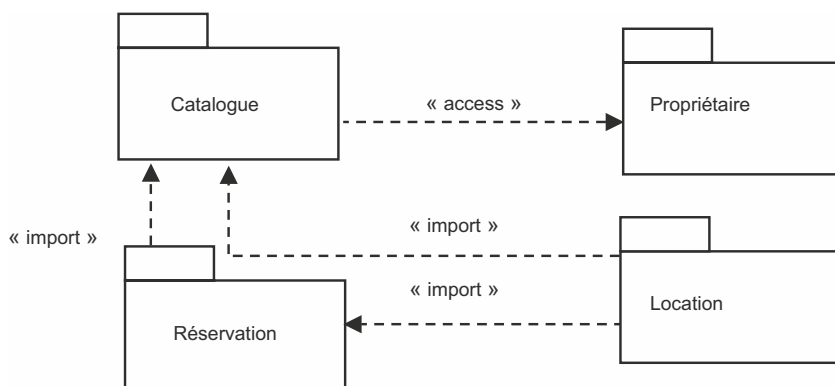 Catalogue
« access »
Propriétaire
« import »
« import »
« import »
Location
Réservation